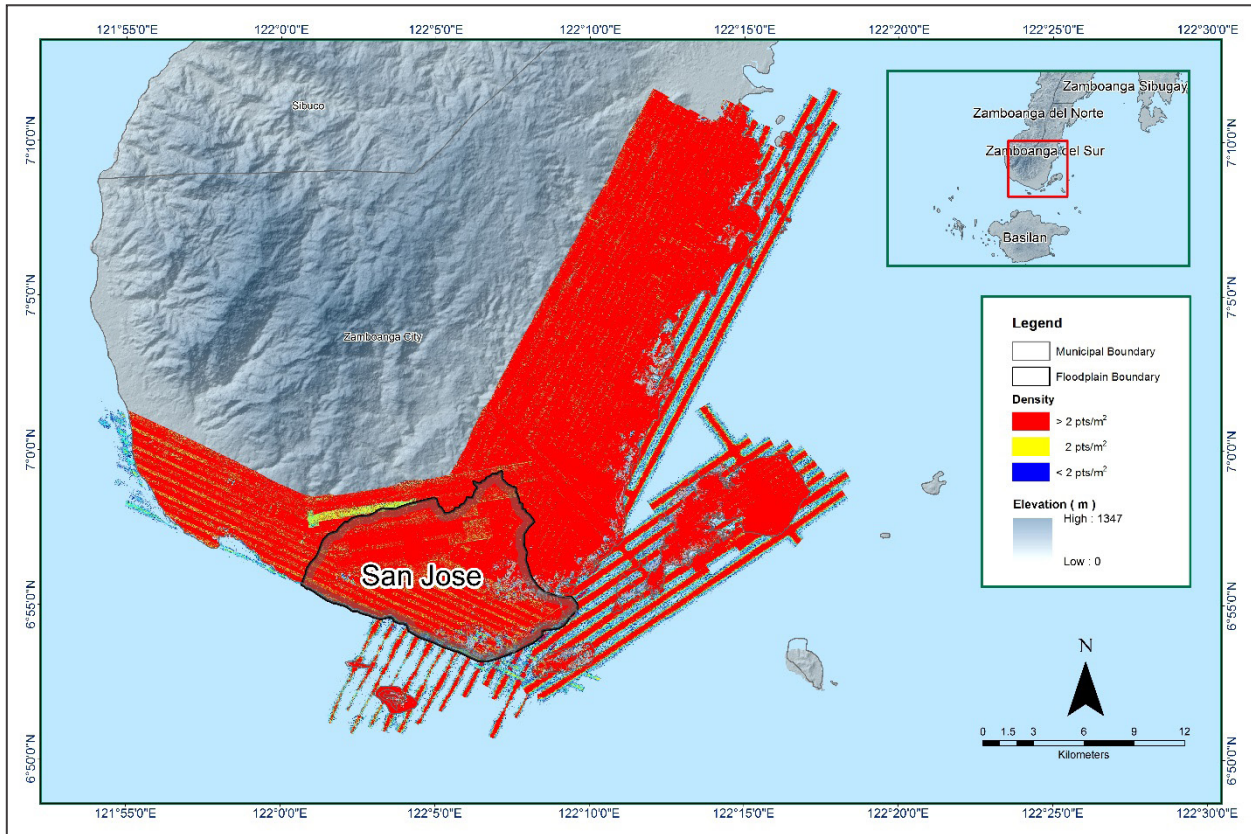 121°55'0"E
122°0'0"E
122°5'0"E
122°10'0"E
122°15'0"E
122°20'0"E
122°25'0"E
122°30'0"E
7°10'0"N
7°5'0"N
7°0'0"N
6°55'0"N
6°50'0"N
Sibuco
Zamboanga City
San Jose
Zamboanga Sibugay
Zamboanga del Norte
Zamboanga del Sur
Basilan
Legend
Municipal Boundary
Floodplain Boundary
Density
> 2 pts/m²
2 pts/m²
< 2 pts/m²
Elevation ( m )
High : 1347
Low : 0
N
0 1.5 3 6 9 12
Kilometers
7°10'0"N
7°5'0"N
7°0'0"N
6°55'0"N
6°50'0"N
121°55'0"E
122°0'0"E
122°5'0"E
122°10'0"E
122°15'0"E
122°20'0"E
122°25'0"E
122°30'0"E